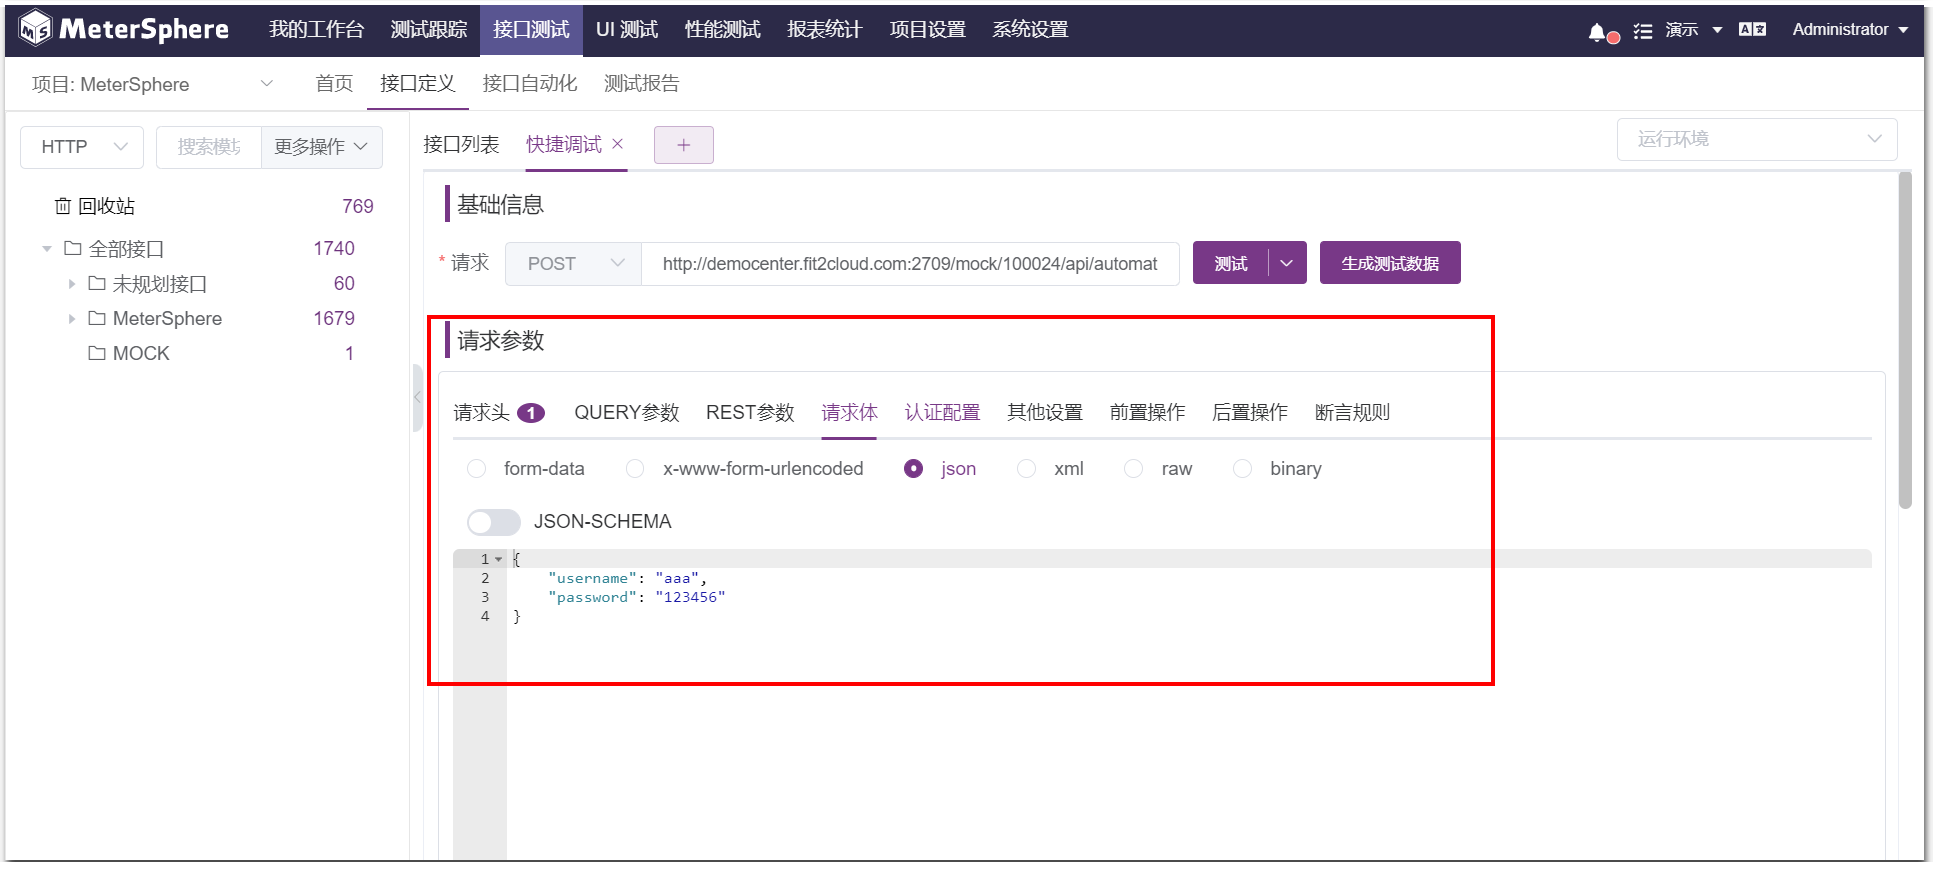 MeterSphere 我的工作台 测试跟踪 接口测试 UI 测试 性能测试 报表统计 项目设置 系统设置 演示 Administrator
项目: MeterSphere 首页 接口定义 接口自动化 测试报告
HTTP 搜索模块 更多操作
接口列表 快捷调试 × + 运行环境
回收站 769
全部接口 1740
未规划接口 60
MeterSphere 1679
MOCK 1
基础信息
* 请求 POST http://democenter.fit2cloud.com:2709/mock/100024/api/automat 测试 生成测试数据
请求参数
请求头 1 QUERY参数 REST参数 请求体 认证配置 其他设置 前置操作 后置操作 断言规则
form-data x-www-form-urlencoded json xml raw binary
JSON-SCHEMA
1 {
2 "username": "aaa",
3 "password": "123456"
4 }